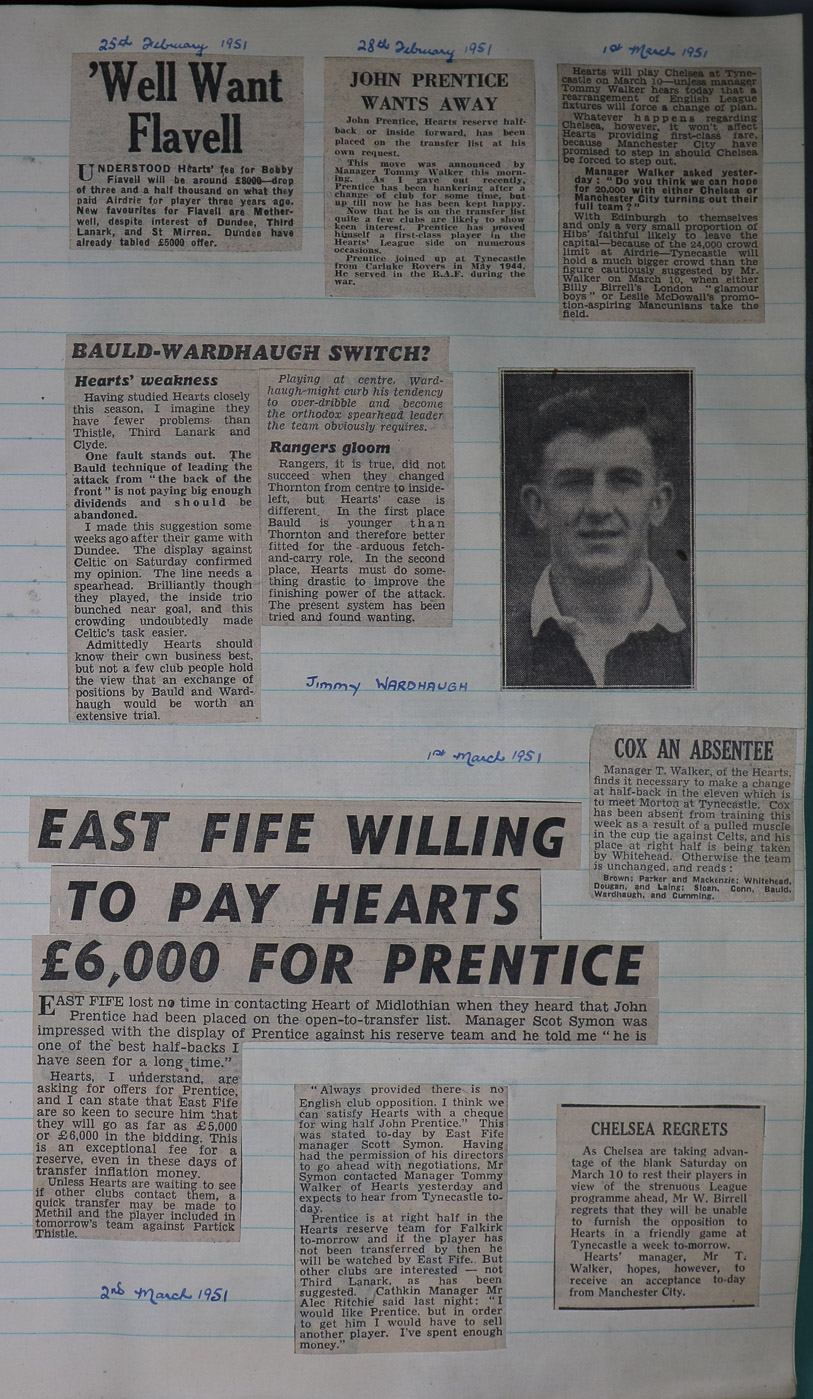 25th February 1951
'Well Want
Flavell
UNDERSTOOD Hearts' fee for Bobby
Flavell will be around £8000—drop
of three and a half thousand on what they
paid Airdrie for player three years ago.
New favourites for Flavell are Mother-
well, despite interest of Dundee, Third
Lanark, and St Mirren. Dundee have
already tabled £5000 offer.
28th February 1951
JOHN PRENTICE
WANTS AWAY
John Prentice, Hearts reserve half-
back or inside forward, has been
placed on the transfer list at his
own request.
This move was announced by
Manager Tommy Walker this morn-
ing. As I gave out recently,
Prentice has been hankering after a
change of club for some time, but
up till now he has been kept happy.
Now that he is on the transfer list
quite a few clubs are likely to show
keen interest. Prentice has proved
himself a first-class player in the
Hearts' League side on numerous
occasions.
Prentice joined up at Tynecastle
from Carluke Rovers in May 1944.
He served in the R.A.F. during the
war.
1st March 1951
Hearts will play Chelsea at Tyne-
castle on March 10—unless manager
Tommy Walker hears today that a
rearrangement of English League
fixtures will force a change of plan.
Whatever happens regarding
Chelsea, however, it won't affect
Hearts providing first-class fare,
because Manchester City have
promised to step in should Chelsea
be forced to step out.
Manager Walker asked yester-
day: "Do you think we can hope
for 20,000 with either Chelsea or
Manchester City turning out their
full team?"
With Edinburgh to themselves
and only a very small proportion of
Hibs' faithful likely to leave the
capital—because of the 24,000 crowd
limit at Airdrie—Tynecastle will
hold a much bigger crowd than the
figure cautiously suggested by Mr.
Walker on March 10, when either
Billy Birrell's London "glamour
boys" or Leslie McDowall's promo-
tion-aspiring Mancunians take the
field.
BAULD-WARDHAUGH SWITCH?
Hearts' weakness
Having studied Hearts closely
this season, I imagine they
have fewer problems than
Thistle, Third Lanark and
Clyde.
One fault stands out. The
Bauld technique of leading the
attack from "the back of the
front" is not paying big enough
dividends and should be
abandoned.
I made this suggestion some
weeks ago after their game with
Dundee. The display against
Celtic on Saturday confirmed
my opinion. The line needs a
spearhead. Brilliantly though
they played, the inside trio
bunched near goal, and this
crowding undoubtedly made
Celtic's task easier.
Admittedly Hearts should
know their own business best,
but not a few club people hold
the view that an exchange of
positions by Bauld and Ward-
haugh would be worth an
extensive trial.
Playing at centre, Ward-
haugh might curb his tendency
to over-dribble and become
the orthodox spearhead leader
the team obviously requires.
Rangers gloom
Rangers, it is true, did not
succeed when they changed
Thornton from centre to inside-
left, but Hearts' case is
different. In the first place
Bauld is younger than
Thornton and therefore better
fitted for the arduous fetch-
and-carry role. In the second
place, Hearts must do some-
thing drastic to improve the
finishing power of the attack.
The present system has been
tried and found wanting.
Jimmy WARDHAUGH
1st March 1951
COX AN ABSENTEE
Manager T. Walker, of the Hearts,
finds it necessary to make a change
at half-back in the eleven which is
to meet Morton at Tynecastle. Cox
has been absent from training this
week as a result of a pulled muscle
in the cup tie against Celts, and his
place at right half is being taken
by Whitehead. Otherwise the team
is unchanged, and reads:
Brown; Parker and Mackenzie; Whitehead,
Dougan, and Laing; Sloan, Conn, Bauld,
Wardhaugh, and Cumming.
EAST FIFE WILLING
TO PAY HEARTS
£6,000 FOR PRENTICE
EAST FIFE lost no time in contacting Heart of Midlothian when they heard that John
Prentice had been placed on the open-to-transfer list. Manager Scot Symon was
impressed with the display of Prentice against his reserve team and he told me "he is
one of the best half-backs I
have seen for a long time."
Hearts, I understand, are
asking for offers for Prentice,
and I can state that East Fife
are so keen to secure him that
they will go as far as £5,000
or £6,000 in the bidding. This
is an exceptional fee for a
reserve, even in these days of
transfer inflation money.
Unless Hearts are waiting to see
if other clubs contact them, a
quick transfer may be made to
Methil and the player included in
tomorrow's team against Partick
Thistle.
2nd March 1951
"Always provided there is no
English club opposition, I think we
can satisfy Hearts with a cheque
for wing half John Prentice." This
was stated to-day by East Fife
manager Scott Symon. Having
had the permission of his directors
to go ahead with negotiations, Mr
Symon contacted Manager Tommy
Walker of Hearts yesterday and
expects to hear from Tynecastle to-
day.
Prentice is at right half in the
Hearts reserve team for Falkirk
to-morrow and if the player has
not been transferred by then he
will be watched by East Fife. But
other clubs are interested — not
Third Lanark, as has been
suggested. Cathkin Manager Mr
Alec Ritchie said last night: "I
would like Prentice, but in order
to get him I would have to sell
another player. I've spent enough
money."
CHELSEA REGRETS
As Chelsea are taking advan-
tage of the blank Saturday on
March 10 to rest their players in
view of the strenuous League
programme ahead, Mr W. Birrell
regrets that they will be unable
to furnish the opposition to
Hearts in a friendly game at
Tynecastle a week to-morrow.
Hearts' manager, Mr T.
Walker, hopes, however, to
receive an acceptance to-day
from Manchester City.